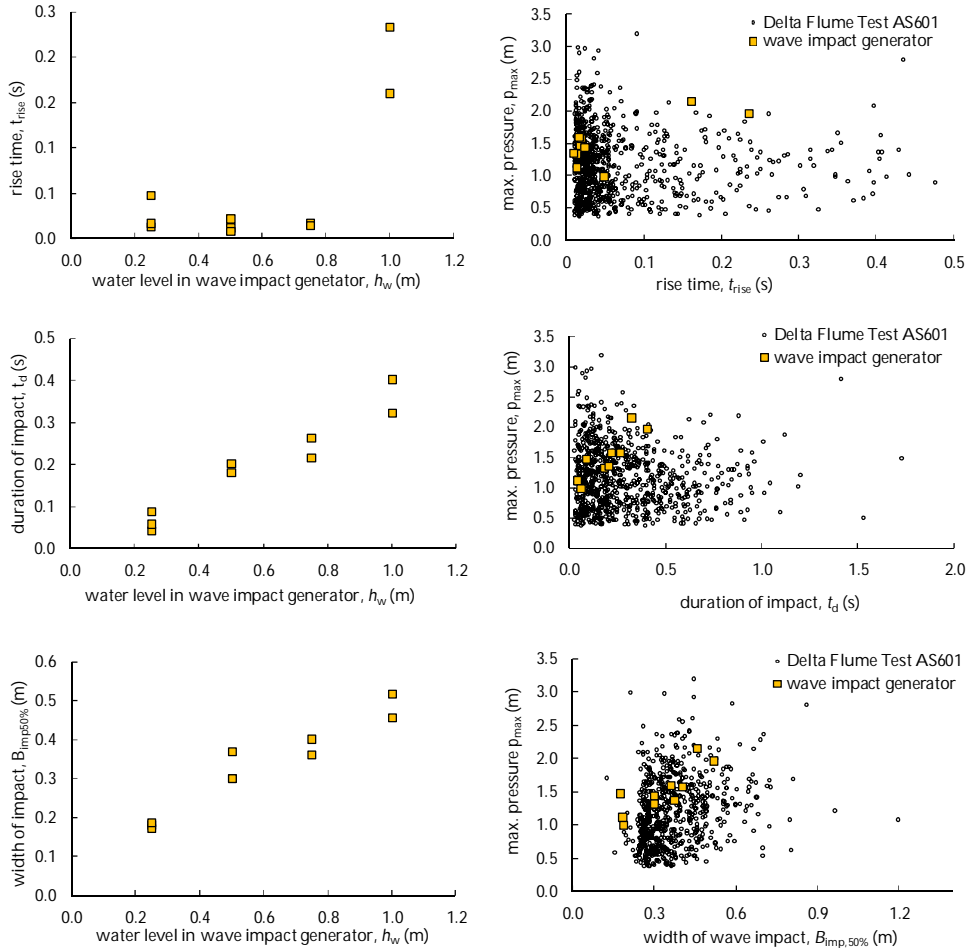 0.3
0.2
0.2
0.1
0.1
0.0
0.0 0.2 0.4 0.6 0.8 1.0 1.2
rise time, trise (s)
water level in wave impact genetator, hw (m)
3.5
3.0
2.5
2.0
1.5
1.0
0.5
0.0
0 0.1 0.2 0.3 0.4 0.5
max. pressure, pmax (m)
rise time, trise (s)
Delta Flume Test AS601
wave impact generator
0.5
0.4
0.3
0.2
0.1
0.0
0.0 0.2 0.4 0.6 0.8 1.0 1.2
duration of impact, td (s)
water level in wave impact generator, hw (m)
3.5
3.0
2.5
2.0
1.5
1.0
0.5
0.0
0.0 0.5 1.0 1.5 2.0
max. pressure, pmax (m)
duration of impact, td (s)
Delta Flume Test AS601
wave impact generator
0.6
0.5
0.4
0.3
0.2
0.1
0.0
0.0 0.2 0.4 0.6 0.8 1.0 1.2
width of impact, Bimp50% (m)
water level in wave impact generator, hw (m)
3.5
3.0
2.5
2.0
1.5
1.0
0.5
0.0
0.0 0.3 0.6 0.9 1.2
max. pressure pmax (m)
width of wave impact, Bimp,50% (m)
Delta Flume Test AS601
wave impact generator